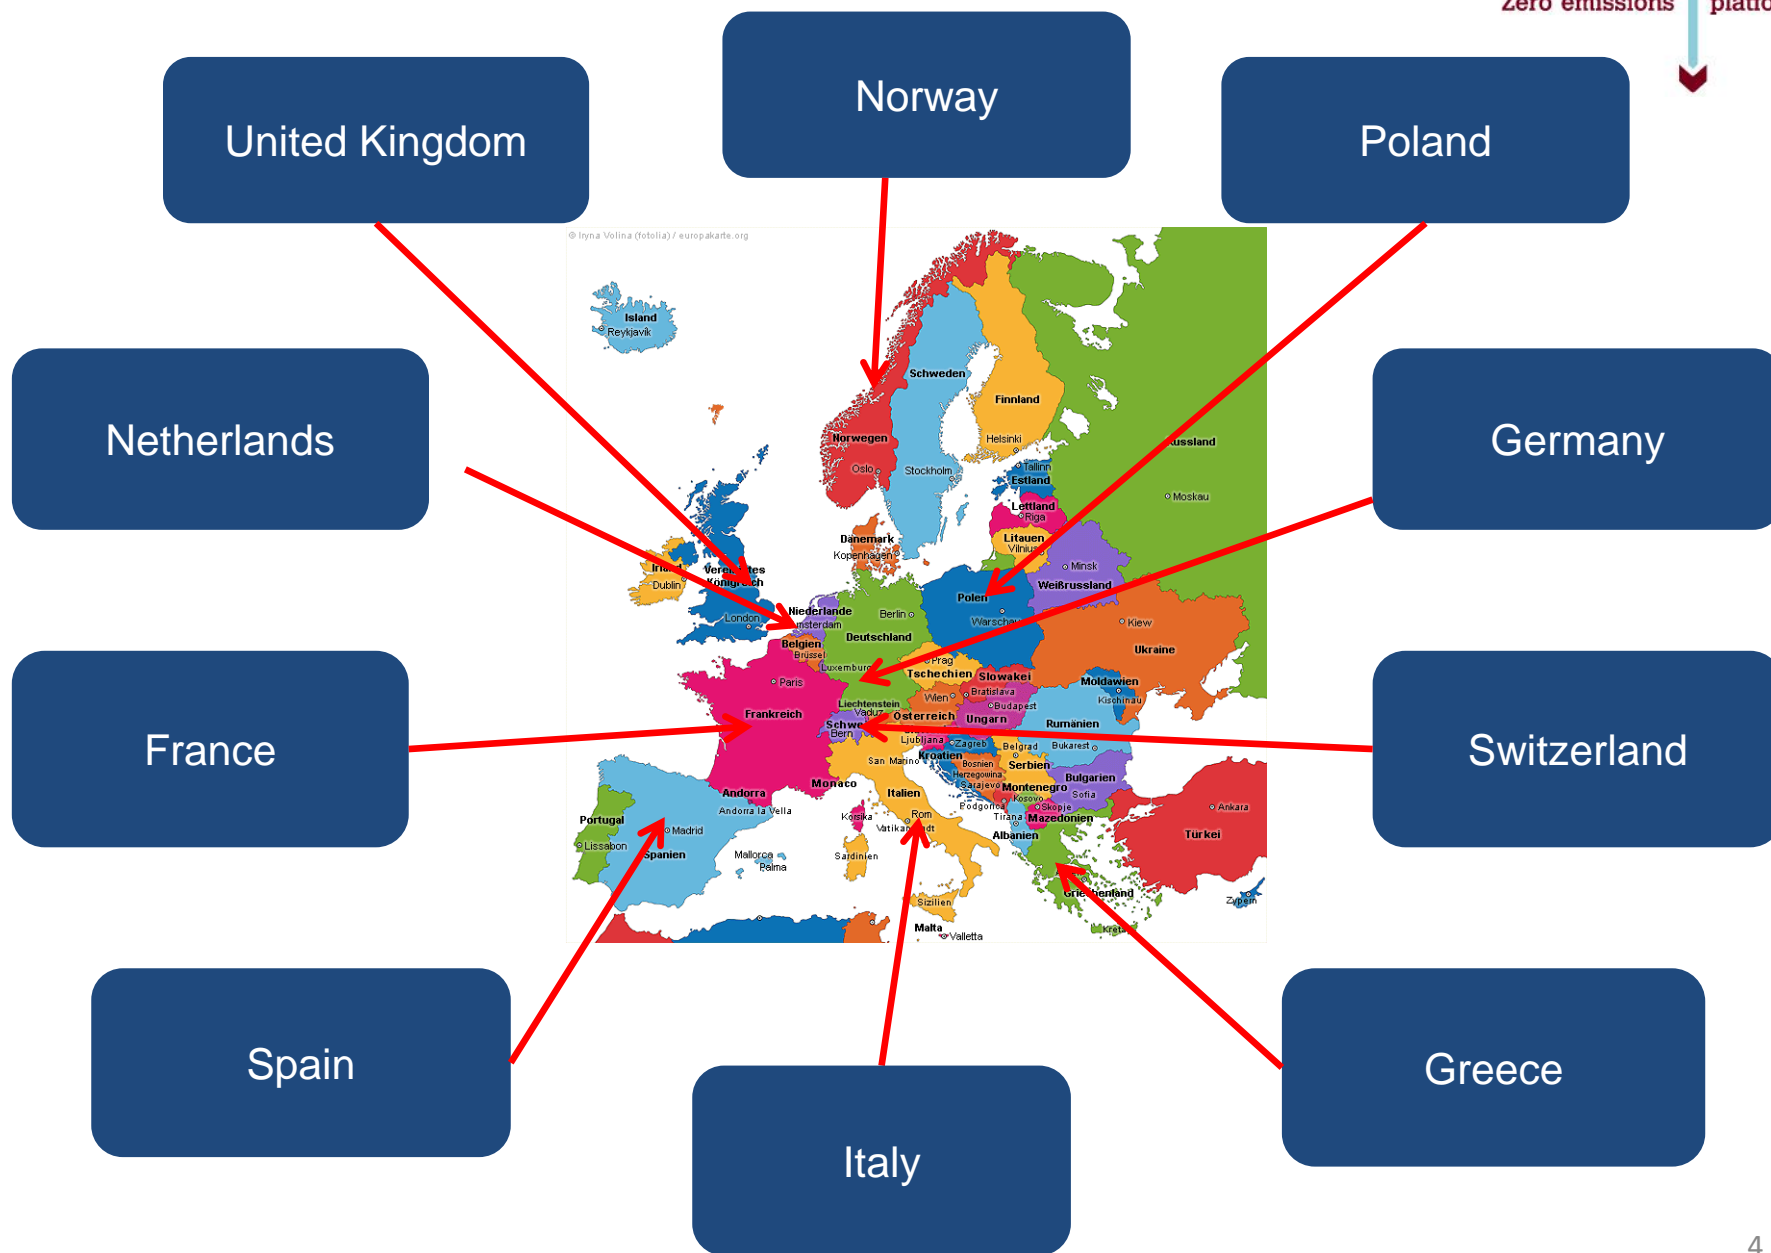 Zero emissions
United Kingdom
Norway
Poland
Netherlands
Germany
France
Switzerland
Spain
Italy
Greece
© Iryna Volina (fotolia) / europakarte.org
Island
Reykjavík
Schweden
Finnland
Norwegen
Helsinki
Oslo
Stockholm
Tallinn
Estland
Moskau
Lettland
Riga
Dänemark
Litauen
Kopenhagen
Vilnius
Minsk
Dublin
Weißrussland
Polen
Niederlande
Berlin
London
Warschau
Kiew
Deutschland
Belgien
Brüssel
Ukraine
Luxemburg
Prag
Tschechien
Slowakei
Paris
Moldawien
Wien
Bratislava
Kischinau
Liechtenstein
Budapest
Vaduz
Frankreich
Österreich
Ungarn
Rumänien
Bern
Ljubljana
Zagreb
Belgrad
Bukarest
Kroatien
San Marino
Bosnien
Serbien
Herzegowina
Bulgarien
Monaco
Sarajevo
Montenegro
Andorra
Italien
Kosovo
Sofia
Andorra la Vella
Podgorica
Skopje
Ankara
Portugal
Korsika
Rom
Tirana
Mazedonien
Madrid
Albanien
Türkei
Lissabon
Spanien
Mallorca
Palma
Sardinien
Sizilien
Zypern
Malta
Valletta
Kreta
4